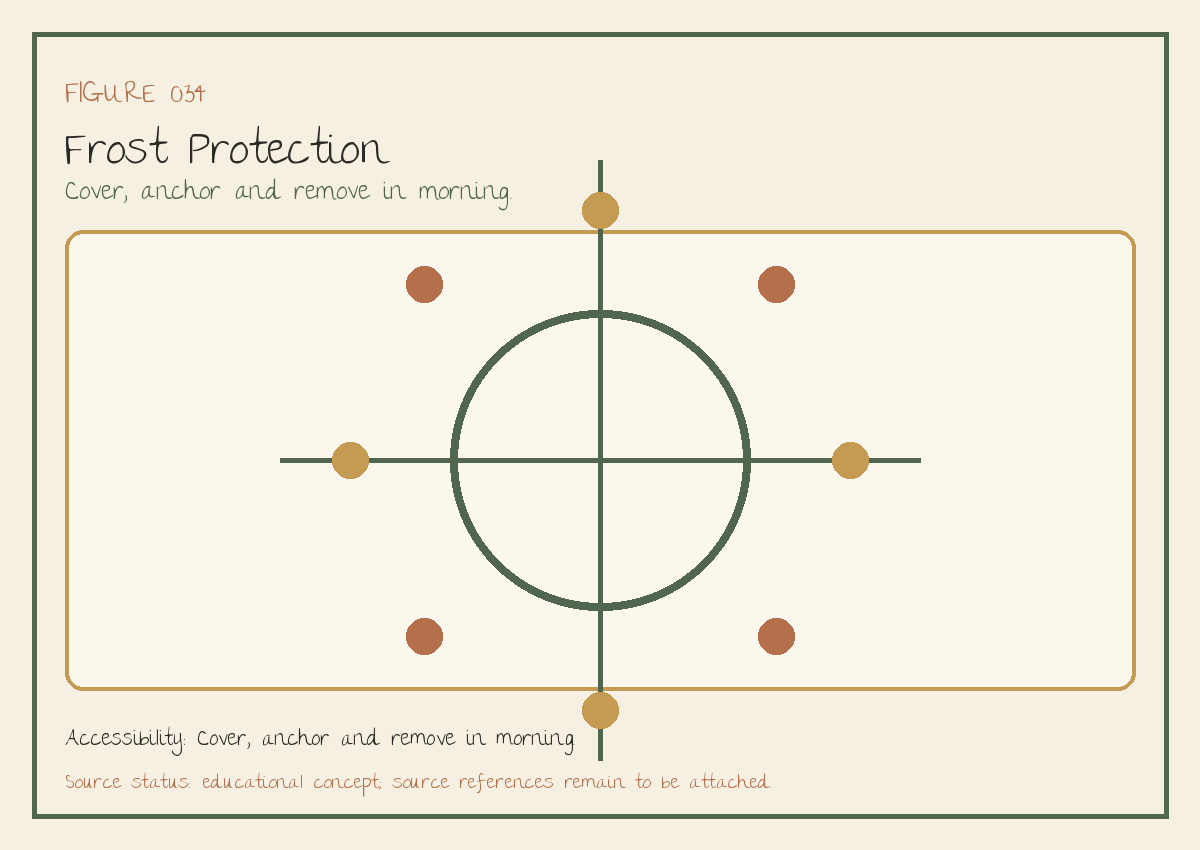 FIGURE 034
Frost Protection
Cover, anchor and remove in morning.
Accessibility: Cover, anchor and remove in morning.
Source status: educational concept; source references remain to be attached.